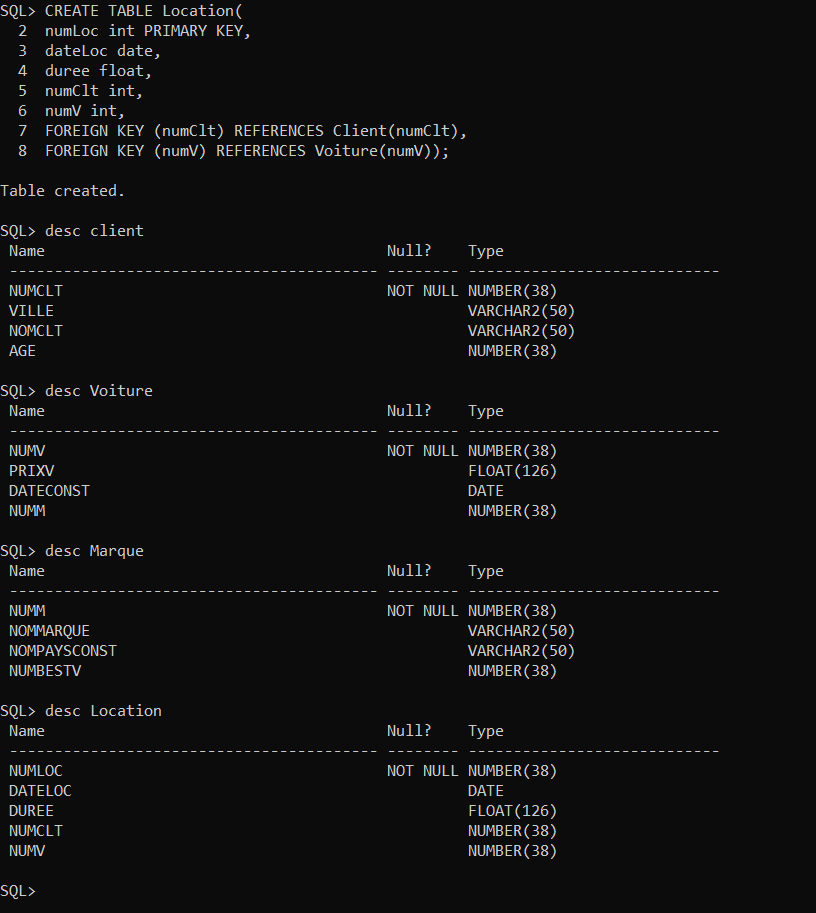 SQL> CREATE TABLE Location(
  2  numLoc int PRIMARY KEY,
  3  dateLoc date,
  4  duree float,
  5  numClt int,
  6  numV int,
  7  FOREIGN KEY (numClt) REFERENCES Client(numClt),
  8  FOREIGN KEY (numV) REFERENCES Voiture(numV));
Table created.
SQL> desc client
 Name                                      Null?    Type
 ----------------------------------------- -------- ----------------------------
 NUMCLT                                    NOT NULL NUMBER(38)
 VILLE                                              VARCHAR2(50)
 NOMCLT                                             VARCHAR2(50)
 AGE                                                NUMBER(38)
SQL> desc Voiture
 Name                                      Null?    Type
 ----------------------------------------- -------- ----------------------------
 NUMV                                      NOT NULL NUMBER(38)
 PRIXV                                              FLOAT(126)
 DATECONST                                          DATE
 NUMM                                               NUMBER(38)
SQL> desc Marque
 Name                                      Null?    Type
 ----------------------------------------- -------- ----------------------------
 NUMM                                      NOT NULL NUMBER(38)
 NOMMARQUE                                          VARCHAR2(50)
 NOMPAYSCONST                                       VARCHAR2(50)
 NUMBESTV                                           NUMBER(38)
SQL> desc Location
 Name                                      Null?    Type
 ----------------------------------------- -------- ----------------------------
 NUMLOC                                    NOT NULL NUMBER(38)
 DATELOC                                            DATE
 DUREE                                              FLOAT(126)
 NUMCLT                                             NUMBER(38)
 NUMV                                               NUMBER(38)
SQL>